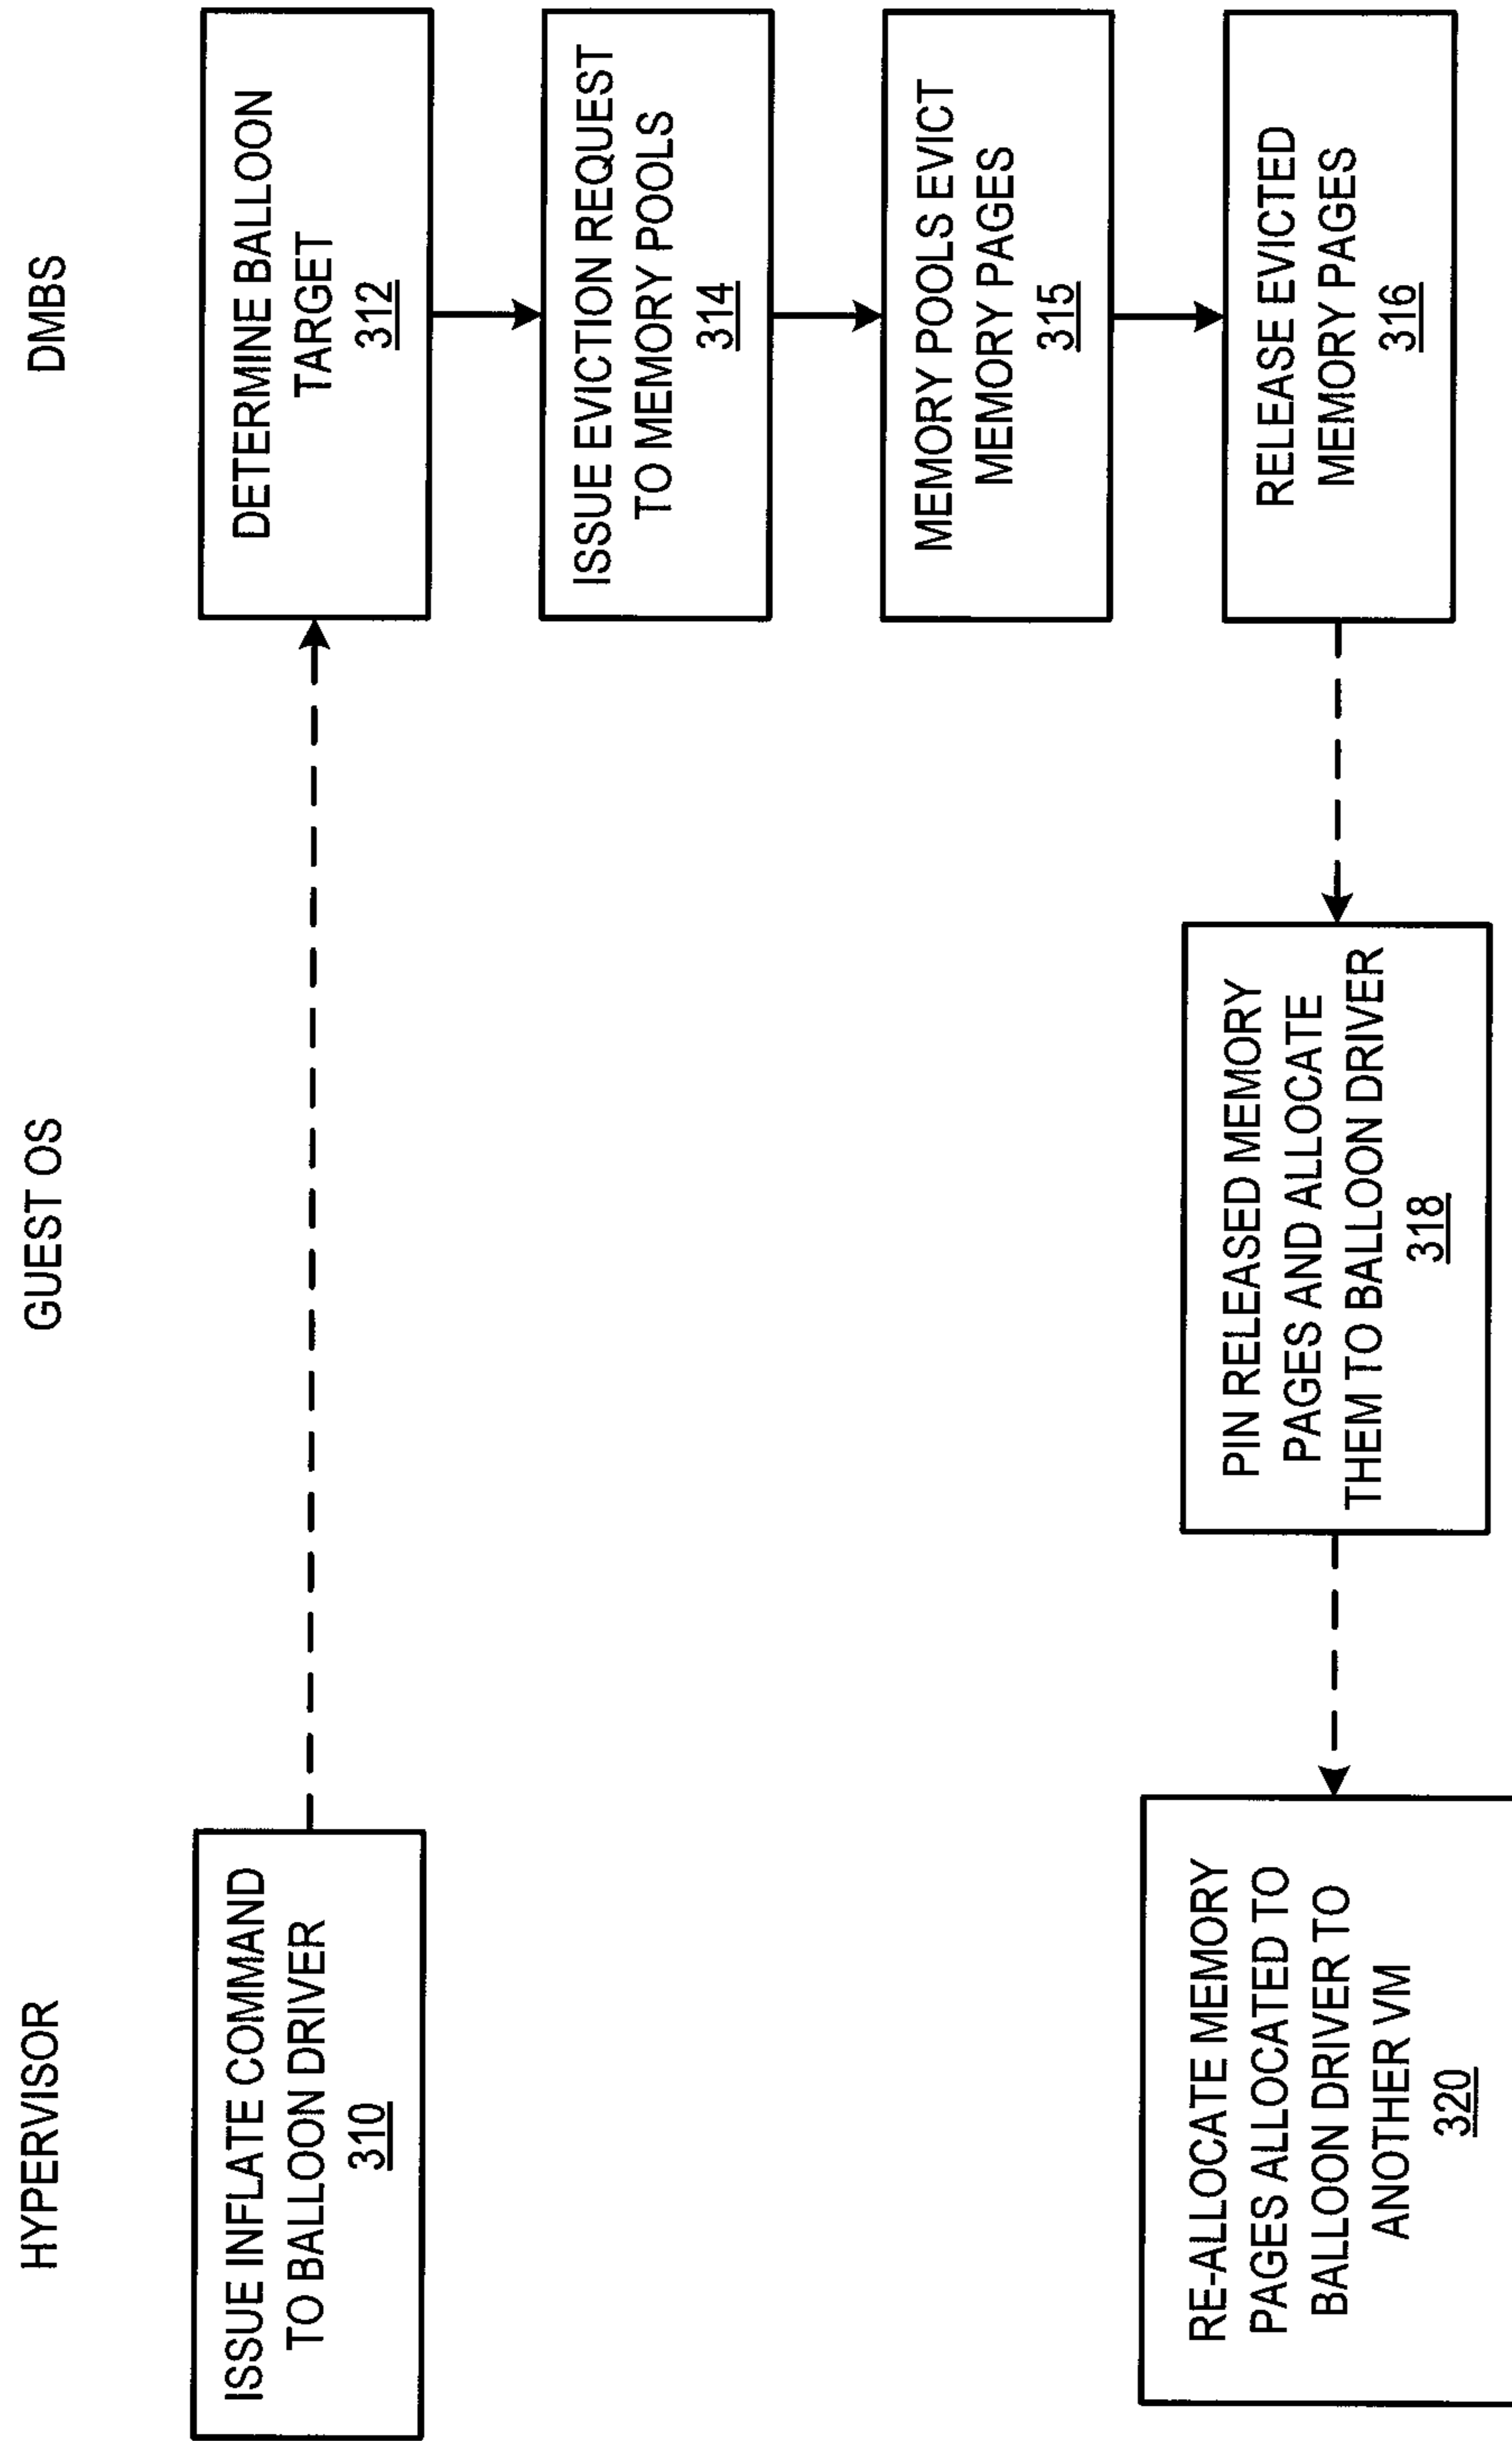 HYPERVISOR
GUEST OS
DMBS
ISSUE INFLATE COMMAND
TO BALLOON DRIVER
310
DETERMINE BALLOON
TARGET
312
ISSUE EVICTION REQUEST
TO MEMORY POOLS
314
MEMORY POOLS EVICT
MEMORY PAGES
315
RELEASE EVICTED
MEMORY PAGES
316
PIN RELEASED MEMORY
PAGES AND ALLOCATE
THEM TO BALLOON DRIVER
318
RE-ALLOCATE MEMORY
PAGES ALLOCATED TO
BALLOON DRIVER TO
ANOTHER VM
320